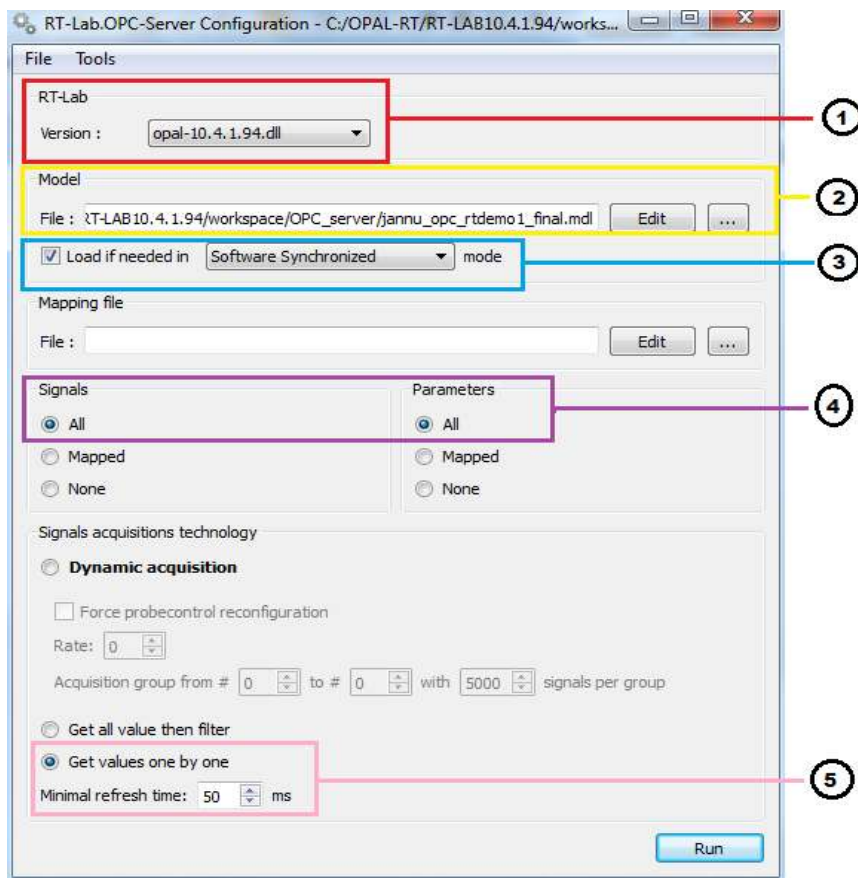 RT-Lab.OPC-Server Configuration - C:/OPAL-RT/RT-LAB10.4.1.94/works...
File Tools
RT-Lab
Version : opal-10.4.1.94.dll
1
Model
File : RT-LAB10.4.1.94/workspace/OPC_server/jannu_opc_rtdemo1_final.mdl Edit ...
2
Load if needed in Software Synchronized mode
3
Mapping file
File : Edit ...
Signals Parameters
All All
4
Mapped Mapped
None None
Signals acquisitions technology
Dynamic acquisition
Force probecontrol reconfiguration
Rate: 0
Acquisition group from # 0 to # 0 with 5000 signals per group
Get all value then filter
Get values one by one
5
Minimal refresh time: 50 ms
Run